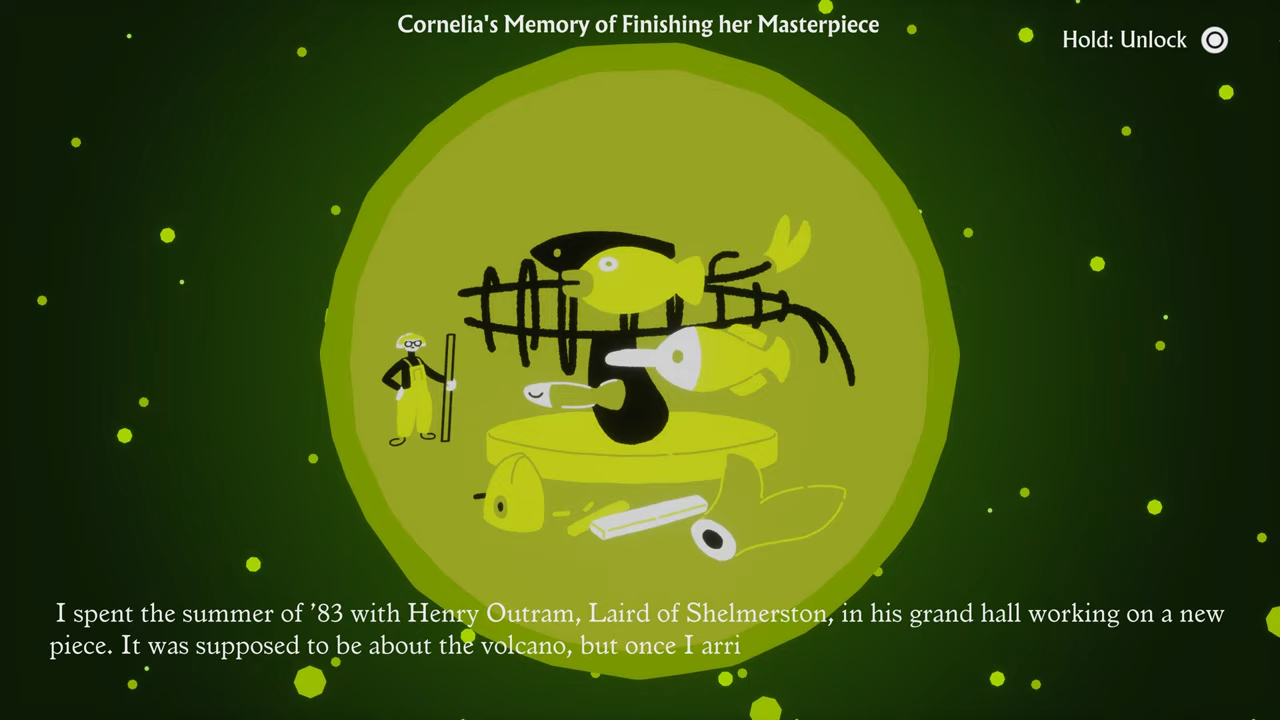 Cornelia's Memory of Finishing her Masterpiece
Hold: Unlock
I spent the summer of ’83 with Henry Outram, Laird of Shelmerston, in his grand hall working on a new
piece. It was supposed to be about the volcano, but once I arri